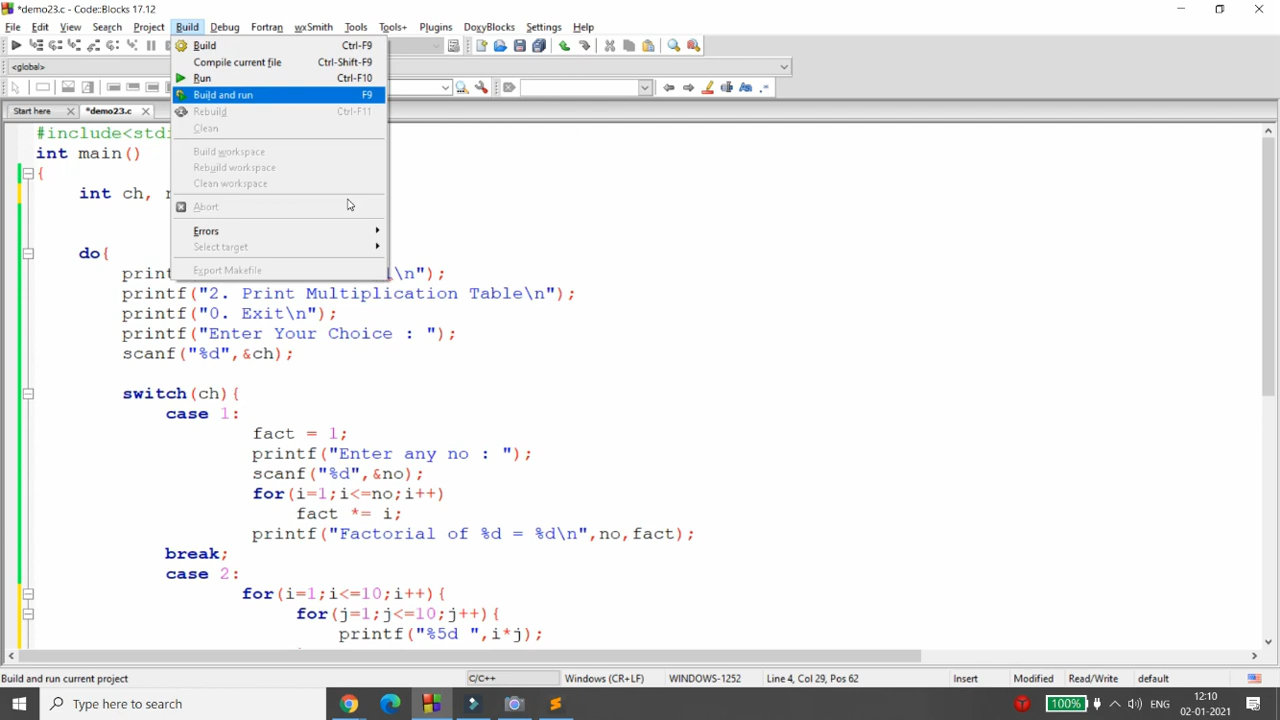 *demo23.c - Code::Blocks 17.12
File Edit View Search Project Build Debug Fortran wxSmith Tools Tools+ Plugins DoxyBlocks Settings Help
<global>
Start here *demo23.c
Build Ctrl-F9
Compile current file Ctrl-Shift-F9
Run Ctrl-F10
Build and run F9
Rebuild Ctrl-F11
Clean
Build workspace
Rebuild workspace
Clean workspace
Abort
Errors
Select target
Export Makefile
#include<stdi
int main()
{
int ch,
do{
print \n");
printf("2. Print Multiplication Table\n");
printf("0. Exit\n");
printf("Enter Your Choice : ");
scanf("%d",&ch);
switch(ch){
case 1:
fact = 1;
printf("Enter any no : ");
scanf("%d",&no);
for(i=1;i<=no;i++)
fact *= i;
printf("Factorial of %d = %d\n",no,fact);
break;
case 2:
for(i=1;i<=10;i++){
for(j=1;j<=10;j++){
printf("%5d ",i*j);
Build and run current project C/C++ Windows (CR+LF) WINDOWS-1252 Line 4, Col 29, Pos 62 Insert Modified Read/Write default
Type here to search 100% ENG 12:10
02-01-2021